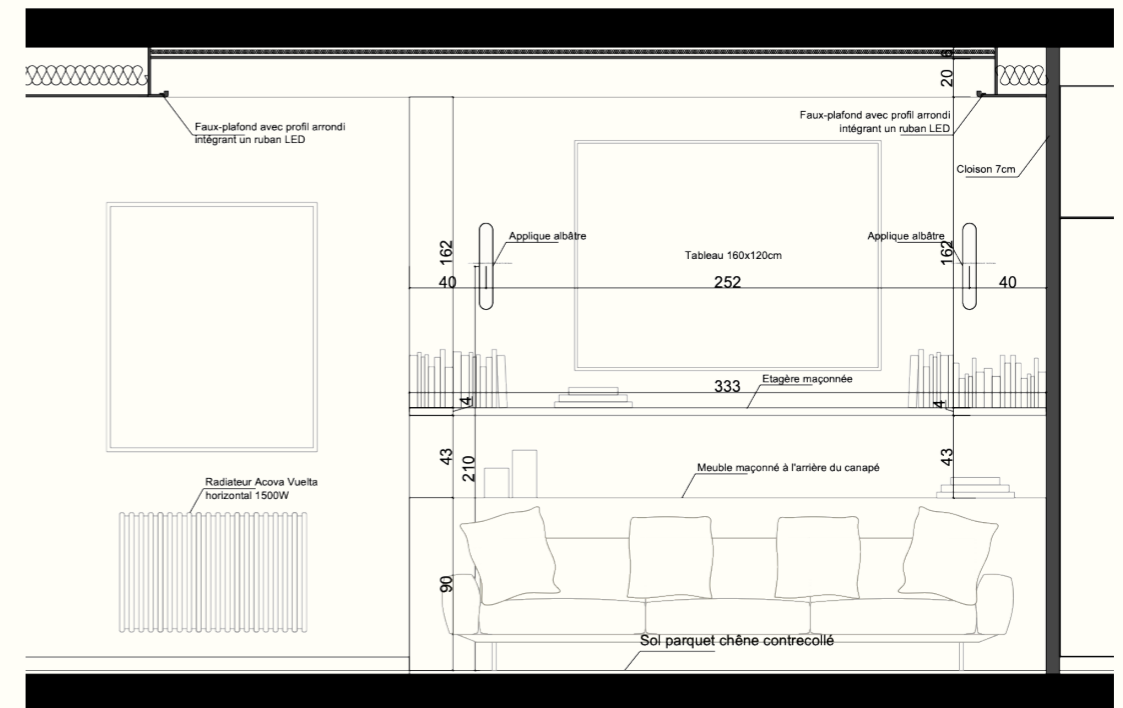 6
20
Faux-plafond avec profil arrondi
intégrant un ruban LED
Faux-plafond avec profil arrondi
intégrant un ruban LED
Cloison 7cm
Applique albâtre
Applique albâtre
162
162
Tableau 160x120cm
40
252
40
333
Etagère maçonnée
4
4
43
210
43
Meuble maçonné à l'arrière du canapé
Radiateur Acova Vuelta
horizontal 1500W
90
Sol parquet chêne contrecollé